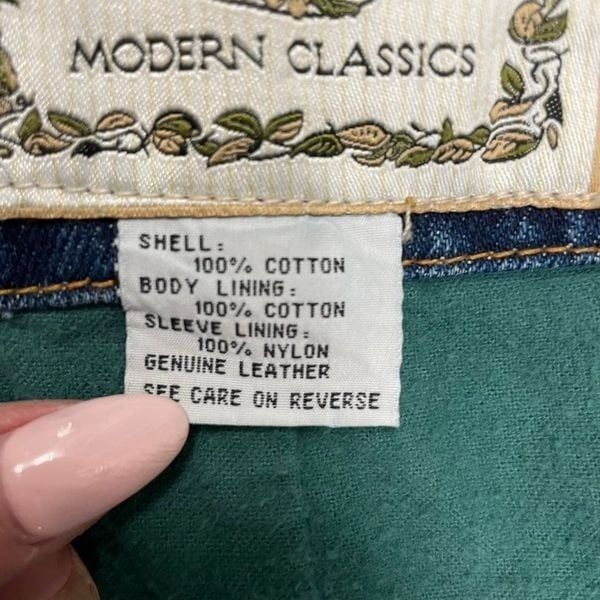 MODERN CLASSICS
SHELL:
100% COTTON
BODY LINING:
100% COTTON
SLEEVE LINING:
100% NYLON
GENUINE LEATHER
SEE CARE ON REVERSE